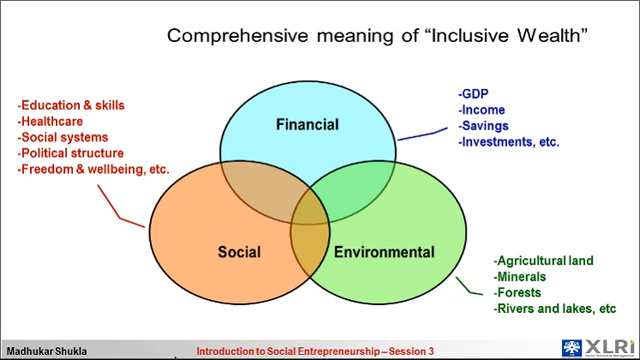 Comprehensive meaning of “Inclusive Wealth”
-Education & skills
-Healthcare
-Social systems
-Political structure
-Freedom & wellbeing, etc.
Financial
-GDP
-Income
-Savings
-Investments, etc.
Social
Environmental
-Agricultural land
-Minerals
-Forests
-Rivers and lakes, etc
Madhukar Shukla
Introduction to Social Entrepreneurship – Session 3
XLRi